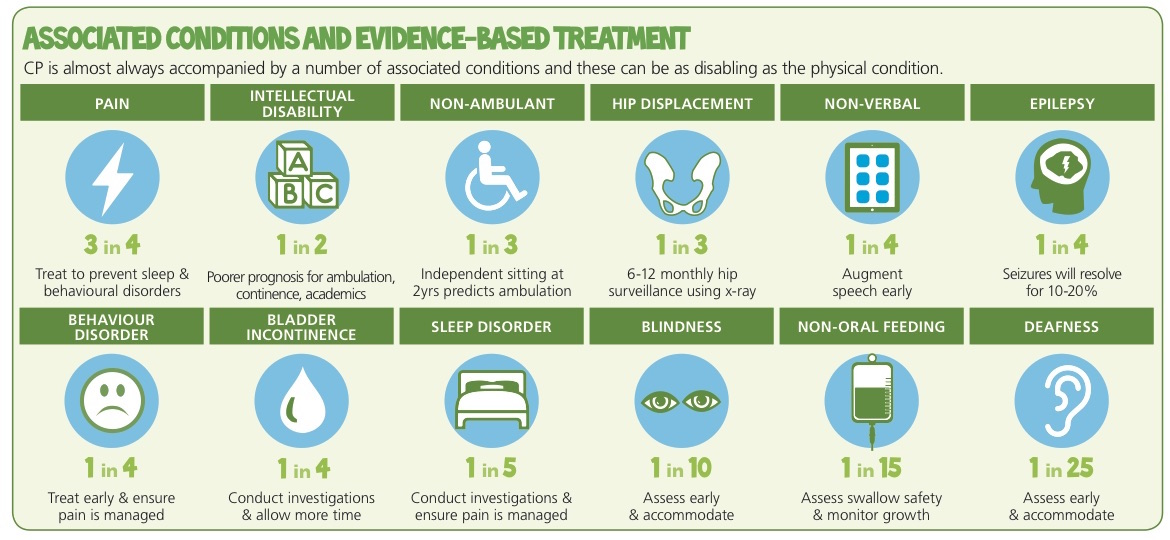 ASSOCIATED CONDITIONS AND EVIDENCE-BASED TREATMENT
CP is almost always accompanied by a number of associated conditions and these can be as disabling as the physical condition.
PAIN
3 in 4
Treat to prevent sleep &
behavioural disorders
INTELLECTUAL
DISABILITY
A
B C
1 in 2
Poorer prognosis for ambulation,
continence, academics
NON-AMBULANT
1 in 3
Independent sitting at
2yrs predicts ambulation
HIP DISPLACEMENT
1 in 3
6-12 monthly hip
surveillance using x-ray
NON-VERBAL
1 in 4
Augment
speech early
EPILEPSY
1 in 4
Seizures will resolve
for 10-20%
BEHAVIOUR
DISORDER
1 in 4
Treat early & ensure
pain is managed
BLADDER
INCONTINENCE
1 in 4
Conduct investigations
& allow more time
SLEEP DISORDER
1 in 5
Conduct investigations &
ensure pain is managed
BLINDNESS
1 in 10
Assess early
& accommodate
NON-ORAL FEEDING
1 in 15
Assess swallow safety
& monitor growth
DEAFNESS
1 in 25
Assess early
& accommodate